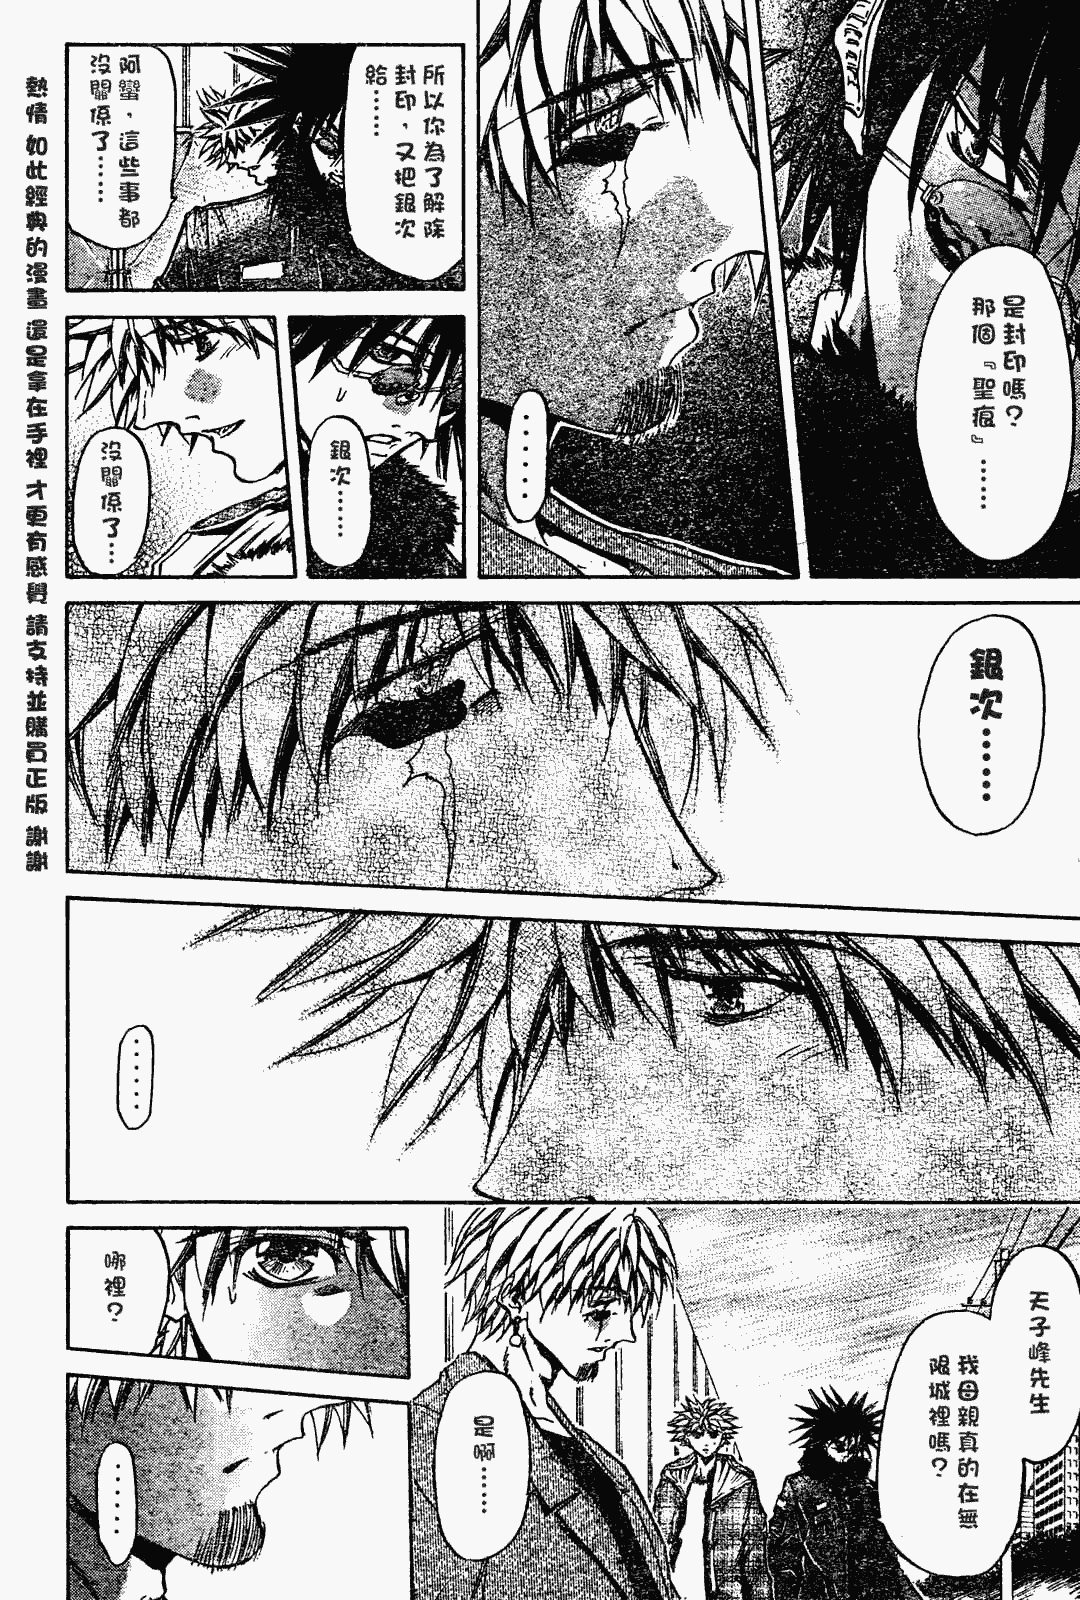 是封印嗎？
那個『聖痕』……
……
所以你為了解除
封印，又把銀次
給……
阿蠻，這些事都
沒關係了……
銀次……
沒關係了…
銀次……
……
天子峰先生
我母親真的在無
限城裡嗎？
是啊……
哪裡？
……
熱情 如此經典的漫畫 還是拿在手裡 才更有感覺 請支持並購買正版 謝謝